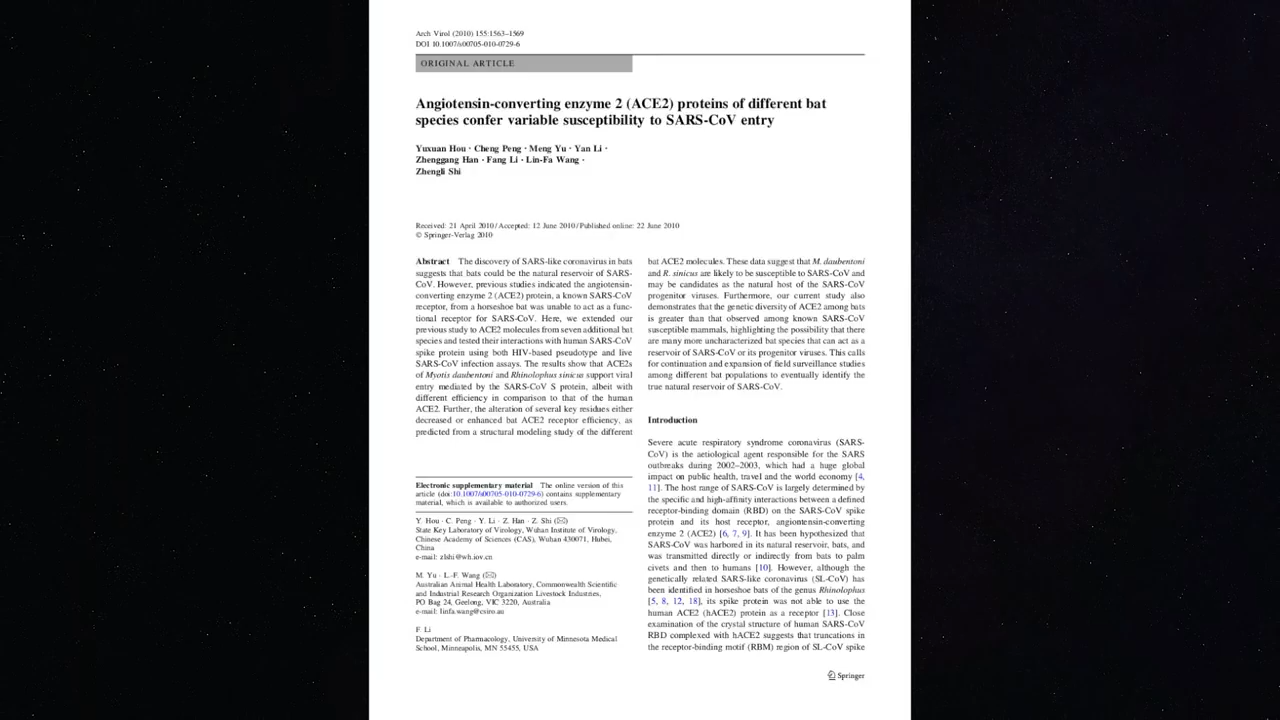 Arch Virol (2010) 155:1563–1569
DOI 10.1007/s00705-010-0729-6
ORIGINAL ARTICLE
Angiotensin-converting enzyme 2 (ACE2) proteins of different bat
species confer variable susceptibility to SARS-CoV entry
Yuxuan Hou · Cheng Peng · Meng Yu · Yan Li ·
Zhenggang Han · Fang Li · Lin-Fa Wang ·
Zhengli Shi
Received: 21 April 2010 / Accepted: 12 June 2010 / Published online: 22 June 2010
© Springer-Verlag 2010
Abstract The discovery of SARS-like coronavirus in bats
suggests that bats could be the natural reservoir of SARS-
CoV. However, previous studies indicated the angiotensin-
converting enzyme 2 (ACE2) protein, a known SARS-CoV
receptor, from a horseshoe bat was unable to act as a func-
tional receptor for SARS-CoV. Here, we extended our
previous study to ACE2 molecules from seven additional bat
species and tested their interactions with human SARS-CoV
spike protein using both HIV-based pseudotype and live
SARS-CoV infection assays. The results show that ACE2s
of Myotis daubentoni and Rhinolophus sinicus support viral
entry mediated by the SARS-CoV S protein, albeit with
different efficiency in comparison to that of the human
ACE2. Further, the alteration of several key residues either
decreased or enhanced bat ACE2 receptor efficiency, as
predicted from a structural modeling study of the different
Electronic supplementary material The online version of this
article (doi:10.1007/s00705-010-0729-6) contains supplementary
material, which is available to authorized users.
Y. Hou · C. Peng · Y. Li · Z. Han · Z. Shi (✉)
State Key Laboratory of Virology, Wuhan Institute of Virology,
Chinese Academy of Sciences (CAS), Wuhan 430071, Hubei,
China
e-mail: zlshi@wh.iov.cn
M. Yu · L.-F. Wang (✉)
Australian Animal Health Laboratory, Commonwealth Scientific
and Industrial Research Organization Livestock Industries,
PO Bag 24, Geelong, VIC 3220, Australia
e-mail: linfa.wang@csiro.au
F. Li
Department of Pharmacology, University of Minnesota Medical
School, Minneapolis, MN 55455, USA
bat ACE2 molecules. These data suggest that M. daubentoni
and R. sinicus are likely to be susceptible to SARS-CoV and
may be candidates as the natural host of the SARS-CoV
progenitor viruses. Furthermore, our current study also
demonstrates that the genetic diversity of ACE2 among bats
is greater than that observed among known SARS-CoV
susceptible mammals, highlighting the possibility that there
are many more uncharacterized bat species that can act as a
reservoir of SARS-CoV or its progenitor viruses. This calls
for continuation and expansion of field surveillance studies
among different bat populations to eventually identify the
true natural reservoir of SARS-CoV.
Introduction
Severe acute respiratory syndrome coronavirus (SARS-
CoV) is the aetiological agent responsible for the SARS
outbreaks during 2002–2003, which had a huge global
impact on public health, travel and the world economy [4,
11]. The host range of SARS-CoV is largely determined by
the specific and high-affinity interactions between a defined
receptor-binding domain (RBD) on the SARS-CoV spike
protein and its host receptor, angiontensin-converting
enzyme 2 (ACE2) [6, 7, 9]. It has been hypothesized that
SARS-CoV was harbored in its natural reservoir, bats, and
was transmitted directly or indirectly from bats to palm
civets and then to humans [10]. However, although the
genetically related SARS-like coronavirus (SL-CoV) has
been identified in horseshoe bats of the genus Rhinolophus
[5, 8, 12, 18], its spike protein was not able to use the
human ACE2 (hACE2) protein as a receptor [13]. Close
examination of the crystal structure of human SARS-CoV
RBD complexed with hACE2 suggests that truncations in
the receptor-binding motif (RBM) region of SL-CoV spike
Springer